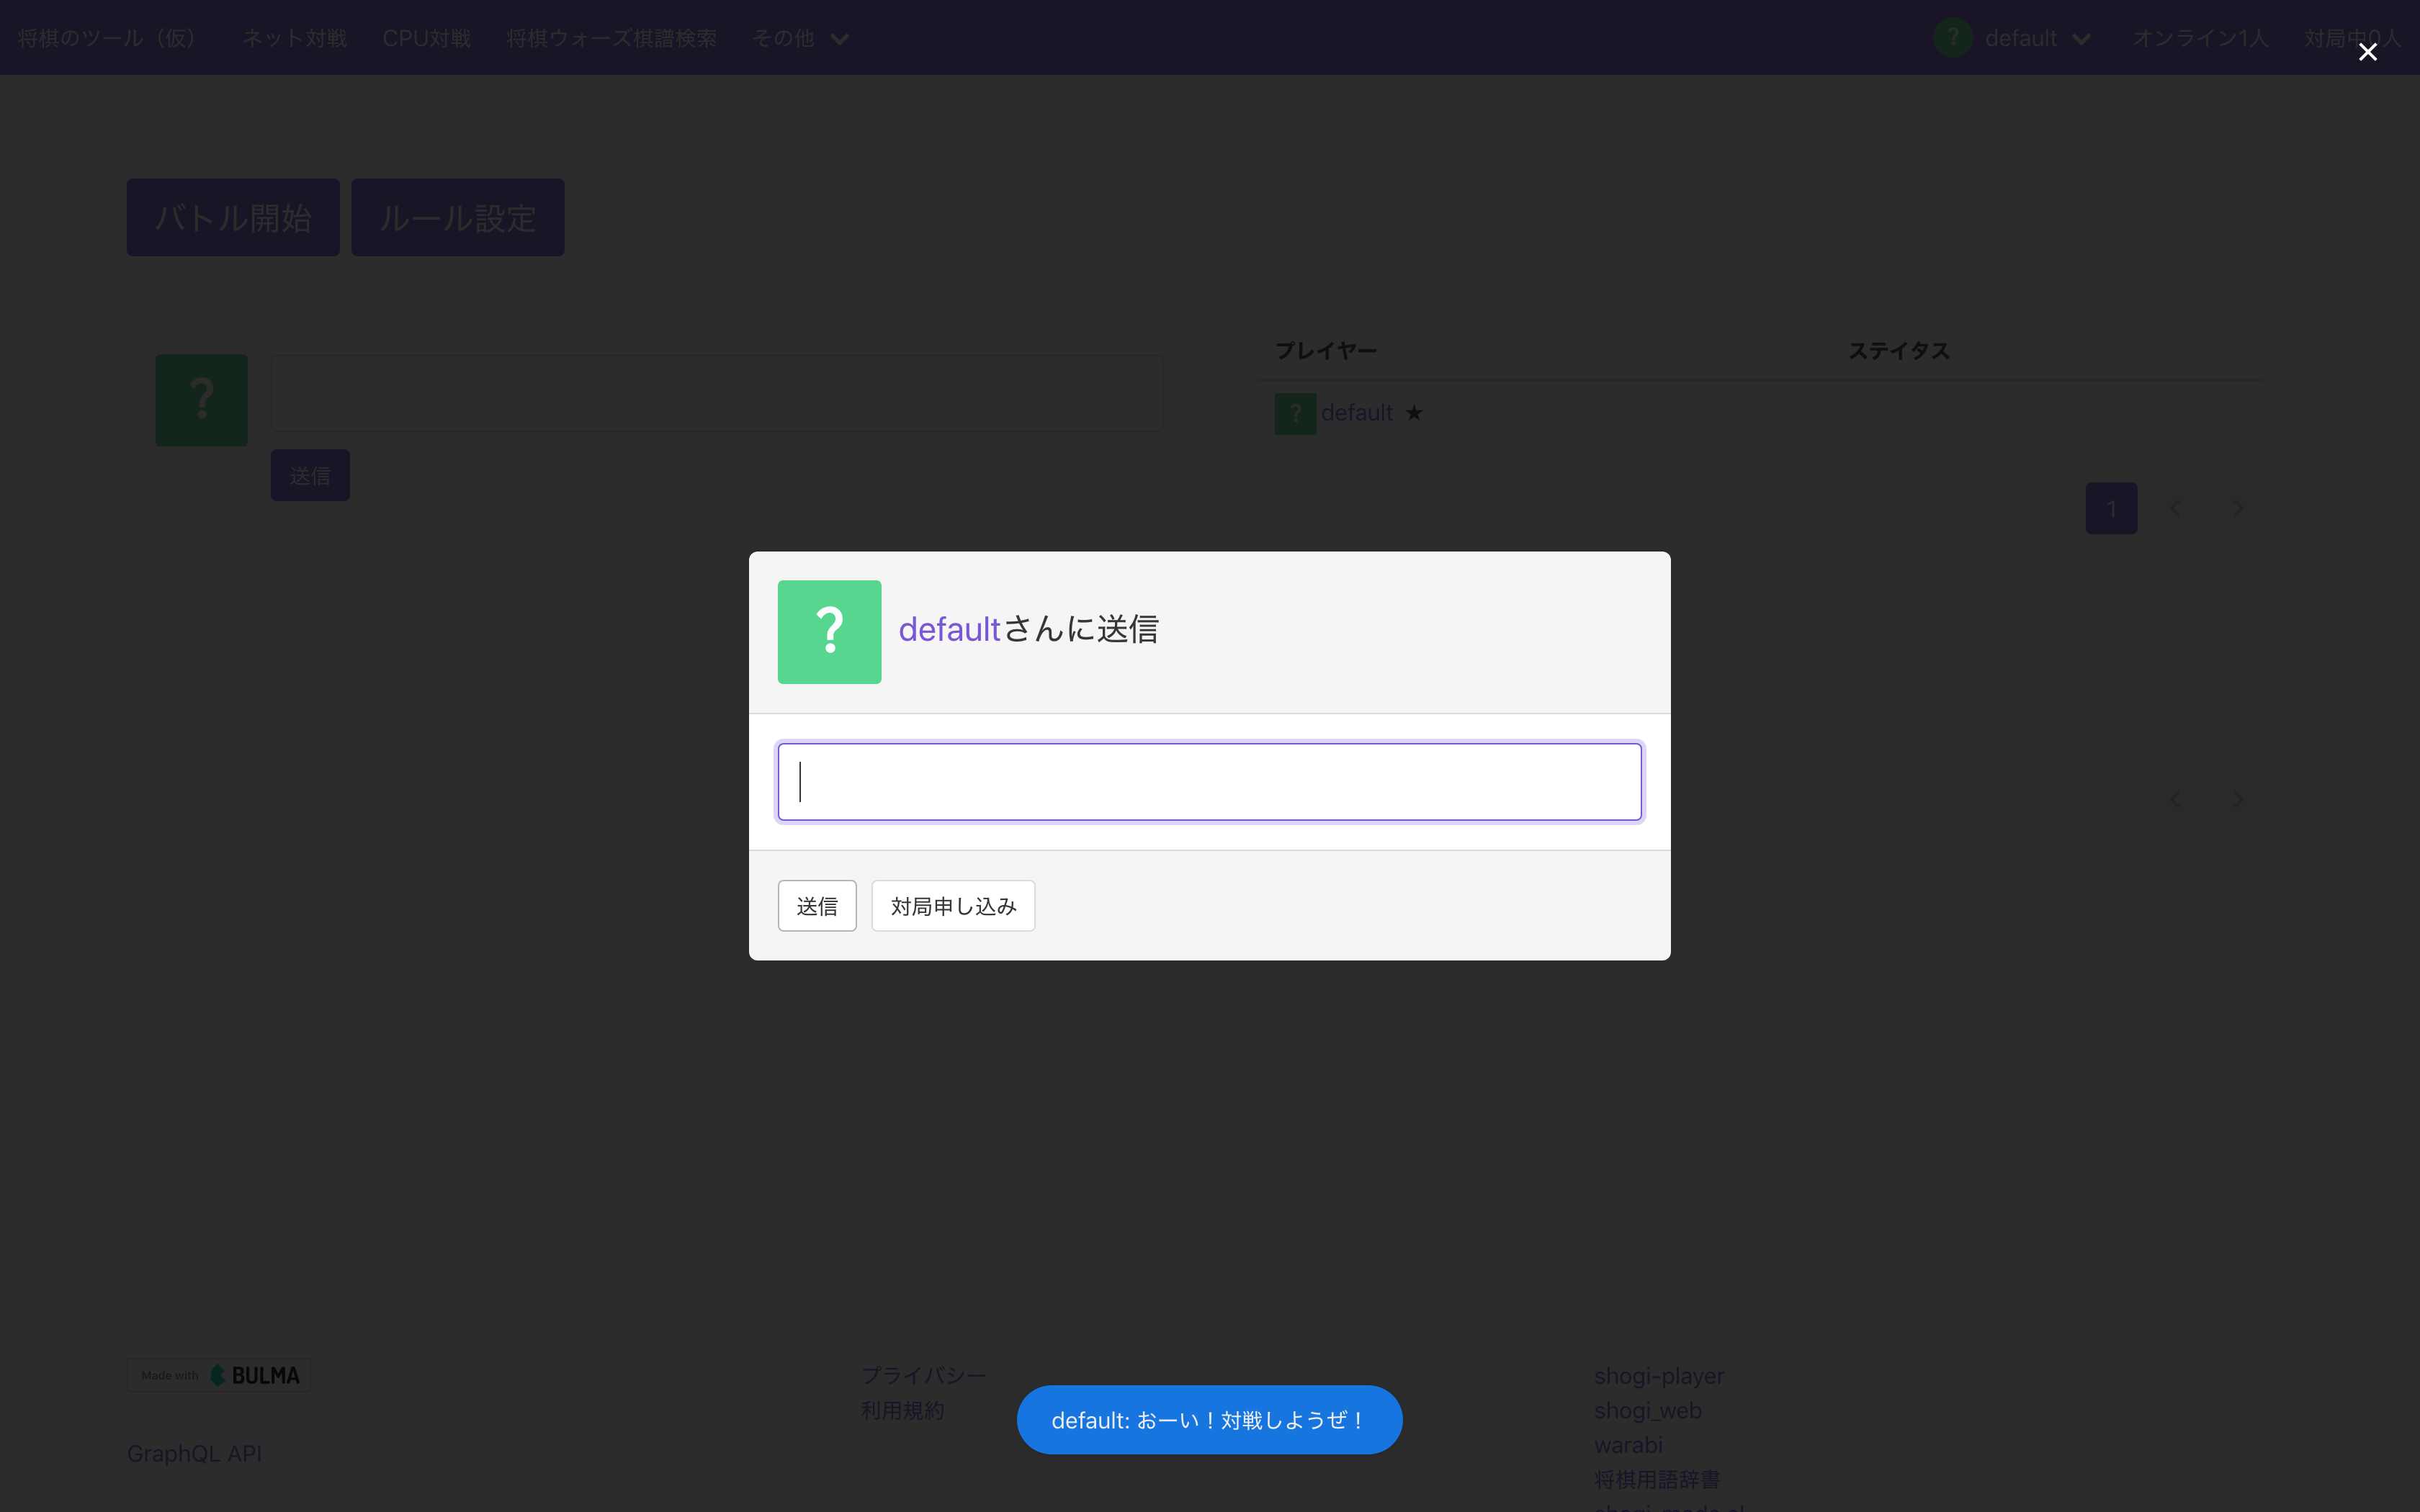 将棋のツール（仮） ネット対戦 CPU対戦 将棋ウォーズ棋譜検索 その他 ? default オンライン1人 対局中0人
バトル開始 ルール設定
プレイヤー ステイタス
?
? default ★
送信
1
? defaultさんに送信
送信 対局申し込み
Made with BULMA
プライバシー
shogi-player
利用規約
shogi_web
default: おーい！対戦しようぜ！
warabi
GraphQL API
将棋用語辞書